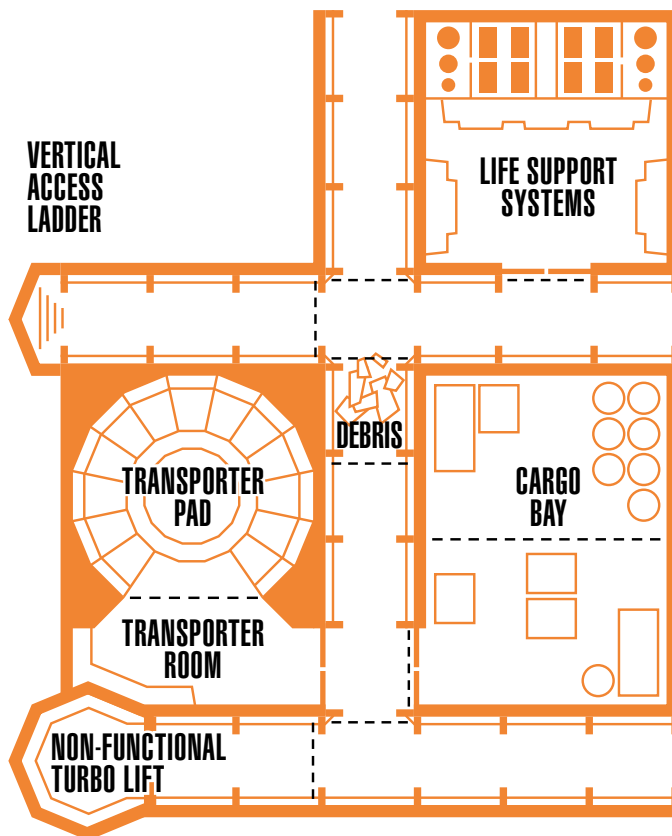 VERTICAL
ACCESS
LADDER
LIFE SUPPORT
SYSTEMS
DEBRIS
TRANSPORTER
PAD
CARGO
BAY
TRANSPORTER
ROOM
NON-FUNCTIONAL
TURBO LIFT